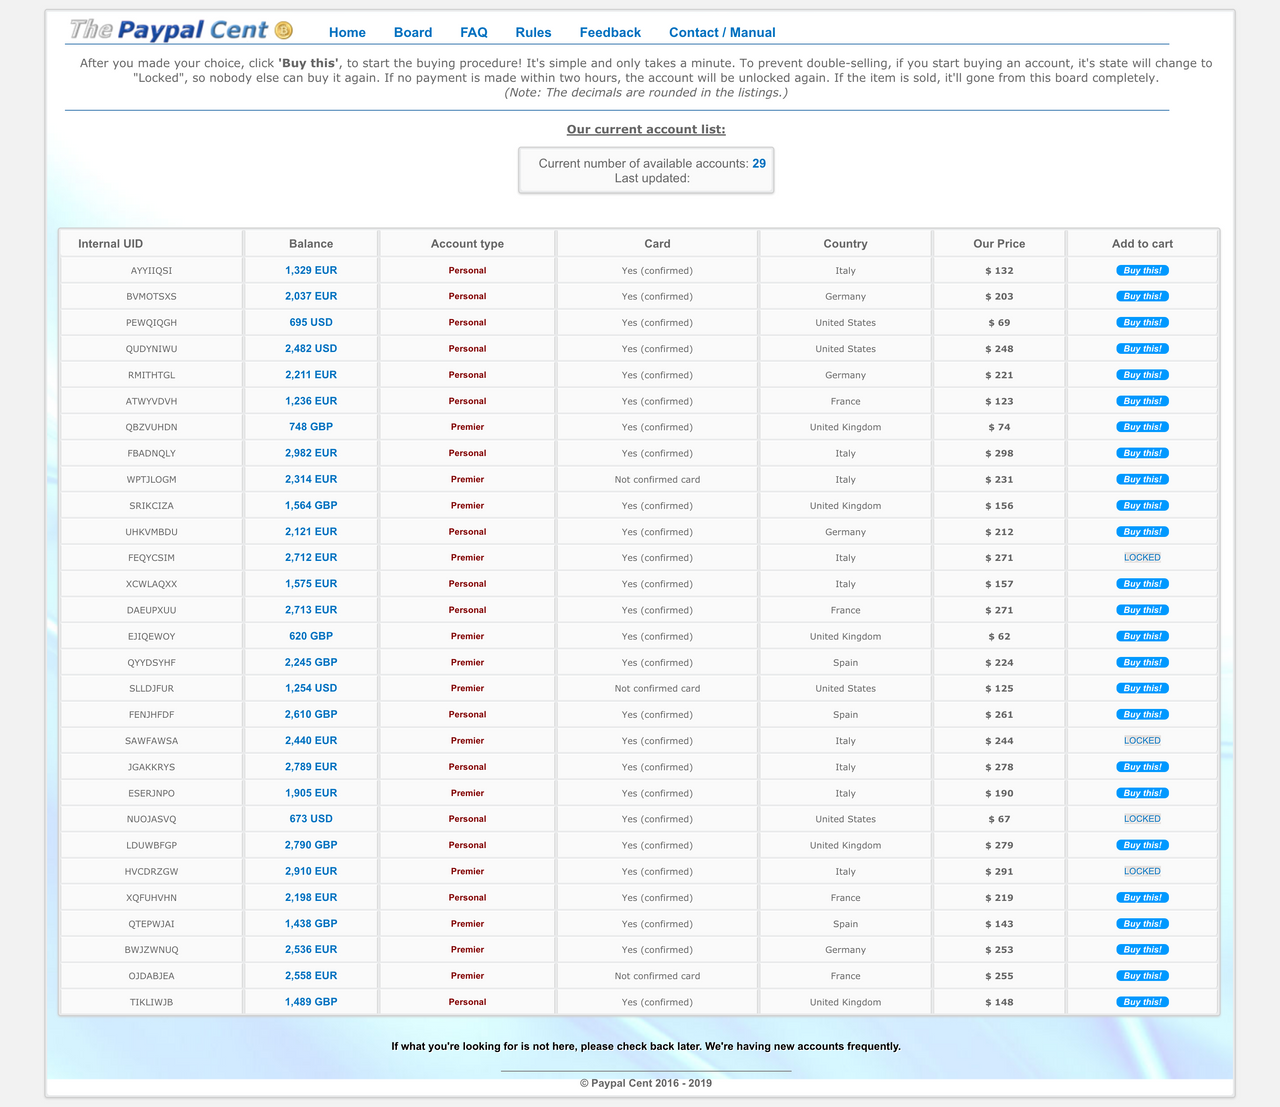 The Paypal Cent Home Board FAQ Rules Feedback Contact / Manual
After you made your choice, click 'Buy this', to start the buying procedure! It's simple and only takes a minute. To prevent double-selling, if you start buying an account, it's state will change to
"Locked", so nobody else can buy it again. If no payment is made within two hours, the account will be unlocked again. If the item is sold, it'll gone from this board completely.
(Note: The decimals are rounded in the listings.)
Our current account list:
Current number of available accounts: 29
Last updated:
Internal UID Balance Account type Card Country Our Price Add to cart
AYYIIQSI 1,329 EUR Personal Yes (confirmed) Italy $ 132 Buy this!
BVMOTSXS 2,037 EUR Personal Yes (confirmed) Germany $ 203 Buy this!
PEWQIQGH 695 USD Personal Yes (confirmed) United States $ 69 Buy this!
QUDYNIWU 2,482 USD Personal Yes (confirmed) United States $ 248 Buy this!
RMITHTGL 2,211 EUR Personal Yes (confirmed) Germany $ 221 Buy this!
ATWYVDVH 1,236 EUR Personal Yes (confirmed) France $ 123 Buy this!
QBZVUHDN 748 GBP Premier Yes (confirmed) United Kingdom $ 74 Buy this!
FBADNQLY 2,982 EUR Personal Yes (confirmed) Italy $ 298 Buy this!
WPTJLOGM 2,314 EUR Premier Not confirmed card Italy $ 231 Buy this!
SRIKCIZA 1,564 GBP Premier Yes (confirmed) United Kingdom $ 156 Buy this!
UHKVMBDU 2,121 EUR Personal Yes (confirmed) Germany $ 212 Buy this!
FEQYCSIM 2,712 EUR Premier Yes (confirmed) Italy $ 271 LOCKED
XCWLAQXX 1,575 EUR Personal Yes (confirmed) Italy $ 157 Buy this!
DAEUPXUU 2,713 EUR Personal Yes (confirmed) France $ 271 Buy this!
EJIQEWOY 620 GBP Premier Yes (confirmed) United Kingdom $ 62 Buy this!
QYYDSYHF 2,245 GBP Premier Yes (confirmed) Spain $ 224 Buy this!
SLLDJFUR 1,254 USD Premier Not confirmed card United States $ 125 Buy this!
FENJHFDF 2,610 GBP Personal Yes (confirmed) Spain $ 261 Buy this!
SAWFAWSA 2,440 EUR Premier Yes (confirmed) Italy $ 244 LOCKED
JGAKKRYS 2,789 EUR Personal Yes (confirmed) Italy $ 278 Buy this!
ESERJNPO 1,905 EUR Premier Yes (confirmed) Italy $ 190 Buy this!
NUOJASVQ 673 USD Personal Yes (confirmed) United States $ 67 LOCKED
LDUWBFGP 2,790 GBP Personal Yes (confirmed) United Kingdom $ 279 Buy this!
HVCDRZGW 2,910 EUR Premier Yes (confirmed) Italy $ 291 LOCKED
XQFUHVHN 2,198 EUR Personal Yes (confirmed) France $ 219 Buy this!
QTEPWJAI 1,438 GBP Premier Yes (confirmed) Spain $ 143 Buy this!
BWJZWNUQ 2,536 EUR Premier Yes (confirmed) Germany $ 253 Buy this!
OJDABJEA 2,558 EUR Premier Not confirmed card France $ 255 Buy this!
TIKLIWJB 1,489 GBP Personal Yes (confirmed) United Kingdom $ 148 Buy this!
If what you're looking for is not here, please check back later. We're having new accounts frequently.
© Paypal Cent 2016 - 2019